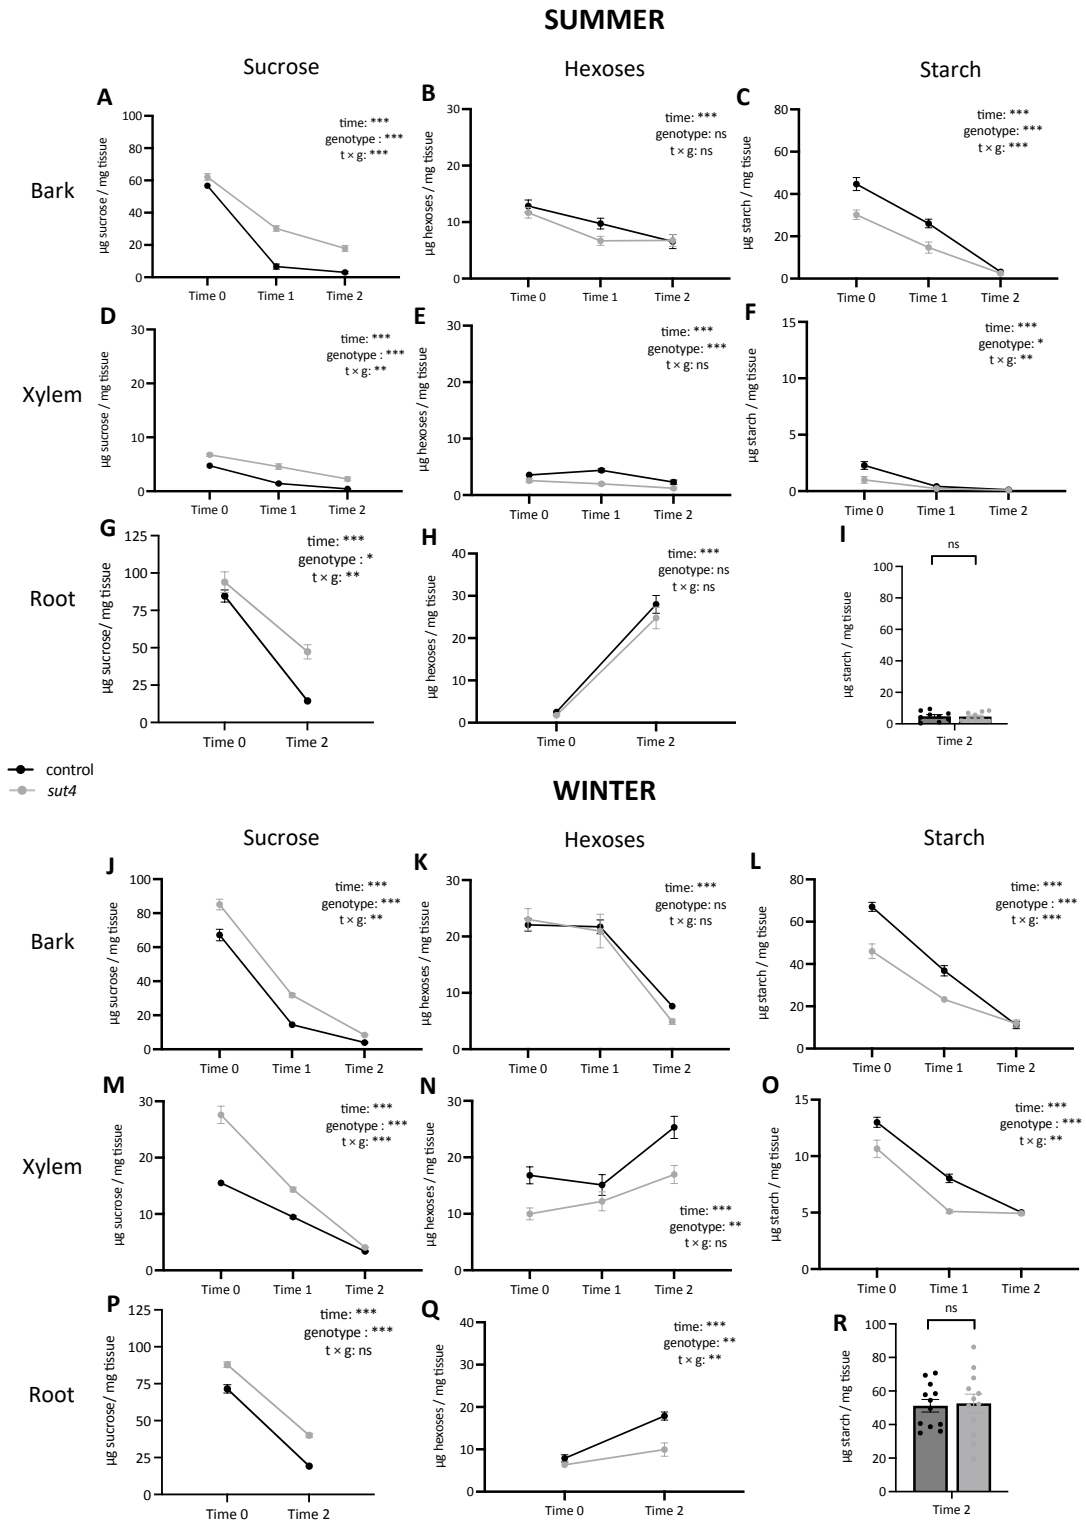 SUMMER
Sucrose
Hexoses
Starch
Bark
A
µg sucrose / mg tissue
100
80
60
40
20
0
Time 0
Time 1
Time 2
time: ***
genotype : ***
t × g: ***
B
µg hexoses / mg tissue
30
20
10
0
Time 0
Time 1
Time 2
time: ***
genotype: ns
t × g: ns
C
µg starch / mg tissue
80
60
40
20
0
Time 0
Time 1
Time 2
time: ***
genotype: ***
t × g: ***
Xylem
D
µg sucrose / mg tissue
30
20
10
0
Time 0
Time 1
Time 2
time: ***
genotype : ***
t × g: **
E
µg hexoses / mg tissue
30
20
10
0
Time 0
Time 1
Time 2
time: ***
genotype: ***
t × g: ns
F
µg starch / mg tissue
15
10
5
0
Time 0
Time 1
Time 2
time: ***
genotype: *
t × g: **
Root
G
µg sucrose/ mg tissue
125
100
75
50
25
0
Time 0
Time 2
time: ***
genotype : *
t × g: **
H
µg hexoses / mg tissue
40
30
20
10
0
Time 0
Time 2
time: ***
genotype: ns
t × g: ns
I
µg starch / mg tissue
100
80
60
40
20
0
ns
Time 2
control
sut4
WINTER
Sucrose
Hexoses
Starch
Bark
J
µg sucrose / mg tissue
100
80
60
40
20
0
Time 0
Time 1
Time 2
time: ***
genotype: ***
t × g: **
K
µg hexoses / mg tissue
30
20
10
0
Time 0
Time 1
Time 2
time: ***
genotype: ns
t × g: ns
L
µg starch / mg tissue
80
60
40
20
0
Time 0
Time 1
Time 2
time: ***
genotype : ***
t × g: ***
Xylem
M
µg sucrose / mg tissue
30
20
10
0
Time 0
Time 1
Time 2
time: ***
genotype : ***
t × g: ***
N
µg hexoses / mg tissue
30
20
10
0
Time 0
Time 1
Time 2
time: ***
genotype: **
t × g: ns
O
µg starch / mg tissue
15
10
5
0
Time 0
Time 1
Time 2
time: ***
genotype : ***
t × g: **
Root
P
µg sucrose/ mg tissue
125
100
75
50
25
0
Time 0
Time 2
time: ***
genotype : ***
t × g: ns
Q
µg hexoses / mg tissue
40
30
20
10
0
Time 0
Time 2
time: ***
genotype: **
t × g: **
R
µg starch / mg tissue
100
80
60
40
20
0
ns
Time 2